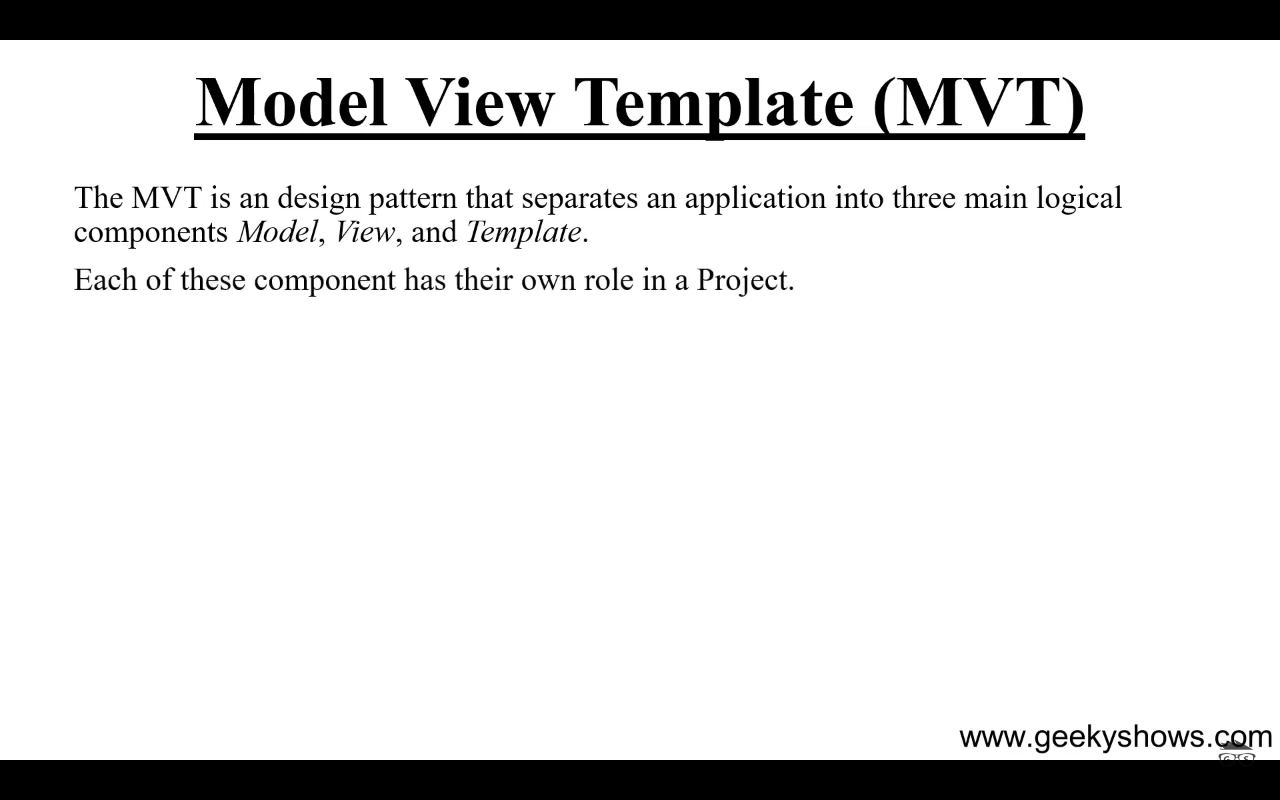 Model View Template (MVT)
The MVT is an design pattern that separates an application into three main logical
components Model, View, and Template.
Each of these component has their own role in a Project.
www.geekyshows.com
G S